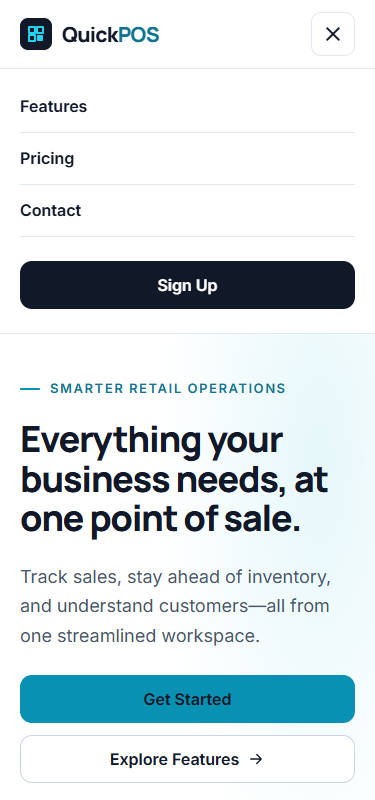 QuickPOS
Features
Pricing
Contact
Sign Up
SMARTER RETAIL OPERATIONS
Everything your
business needs, at
one point of sale.
Track sales, stay ahead of inventory,
and understand customers—all from
one streamlined workspace.
Get Started
Explore Features →